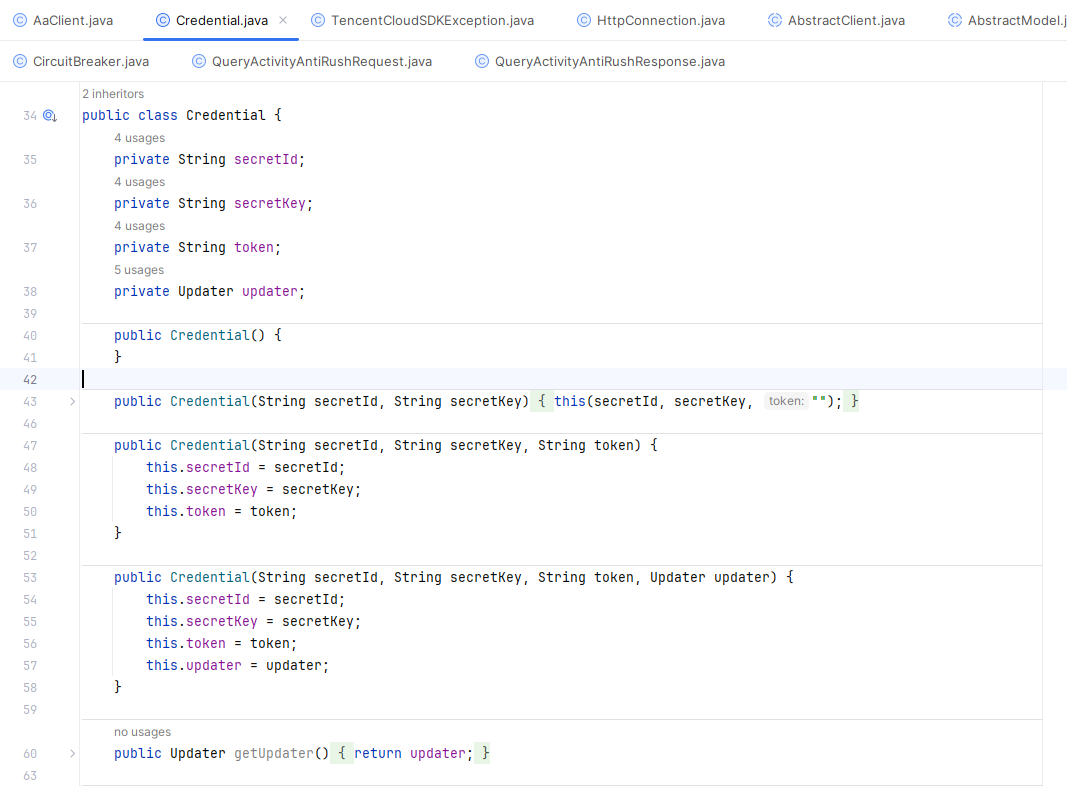 AaClient.java Credential.java TencentCloudSDKException.java HttpConnection.java AbstractClient.java AbstractModel.j
CircuitBreaker.java QueryActivityAntiRushRequest.java QueryActivityAntiRushResponse.java
2 inheritors
34 public class Credential {
4 usages
35 private String secretId;
4 usages
36 private String secretKey;
4 usages
37 private String token;
5 usages
38 private Updater updater;
39
40 public Credential() {
41 }
42
43 public Credential(String secretId, String secretKey) { this(secretId, secretKey, token: ""); }
46
47 public Credential(String secretId, String secretKey, String token) {
48 this.secretId = secretId;
49 this.secretKey = secretKey;
50 this.token = token;
51 }
52
53 public Credential(String secretId, String secretKey, String token, Updater updater) {
54 this.secretId = secretId;
55 this.secretKey = secretKey;
56 this.token = token;
57 this.updater = updater;
58 }
59
no usages
60 public Updater getUpdater() { return updater; }
63